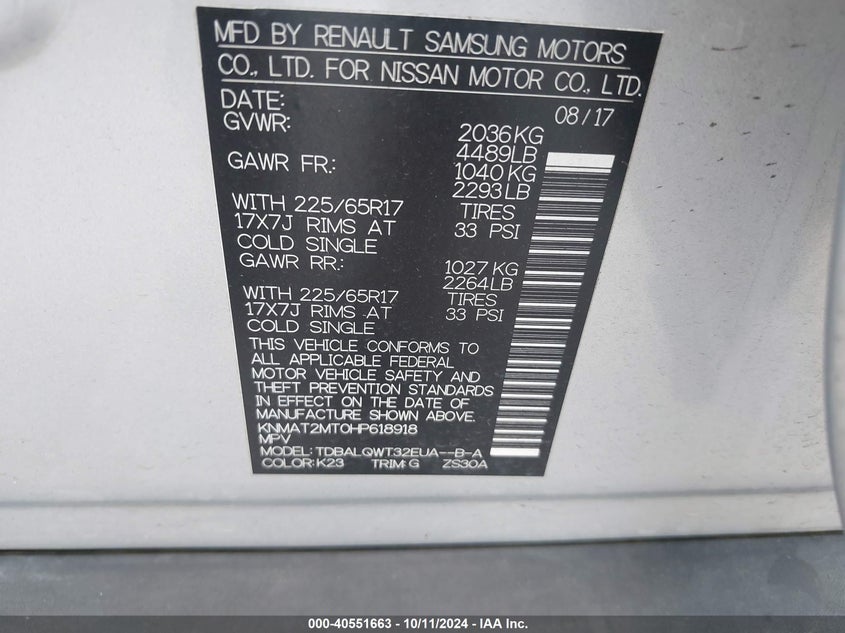 MFD BY RENAULT SAMSUNG MOTORS
CO., LTD. FOR NISSAN MOTOR CO., LTD.
DATE: 08/17
GVWR: 2036KG
4489LB
GAWR FR.: 1040KG
2293LB
WITH 225/65R17 TIRES
17X7J RIMS AT 33 PSI
COLD SINGLE
GAWR RR.: 1027KG
2264LB
WITH 225/65R17 TIRES
17X7J RIMS AT 33 PSI
COLD SINGLE
THIS VEHICLE CONFORMS TO
ALL APPLICABLE FEDERAL
MOTOR VEHICLE SAFETY AND
THEFT PREVENTION STANDARDS
IN EFFECT ON THE DATE OF
MANUFACTURE SHOWN ABOVE.
KNMAT2MT0HP618918
MPV
MODEL: TDBALQWT32EUA--B-A
COLOR:K23 TRIM:G ZS30A
000-40551663 - 10/11/2024 - IAA Inc.